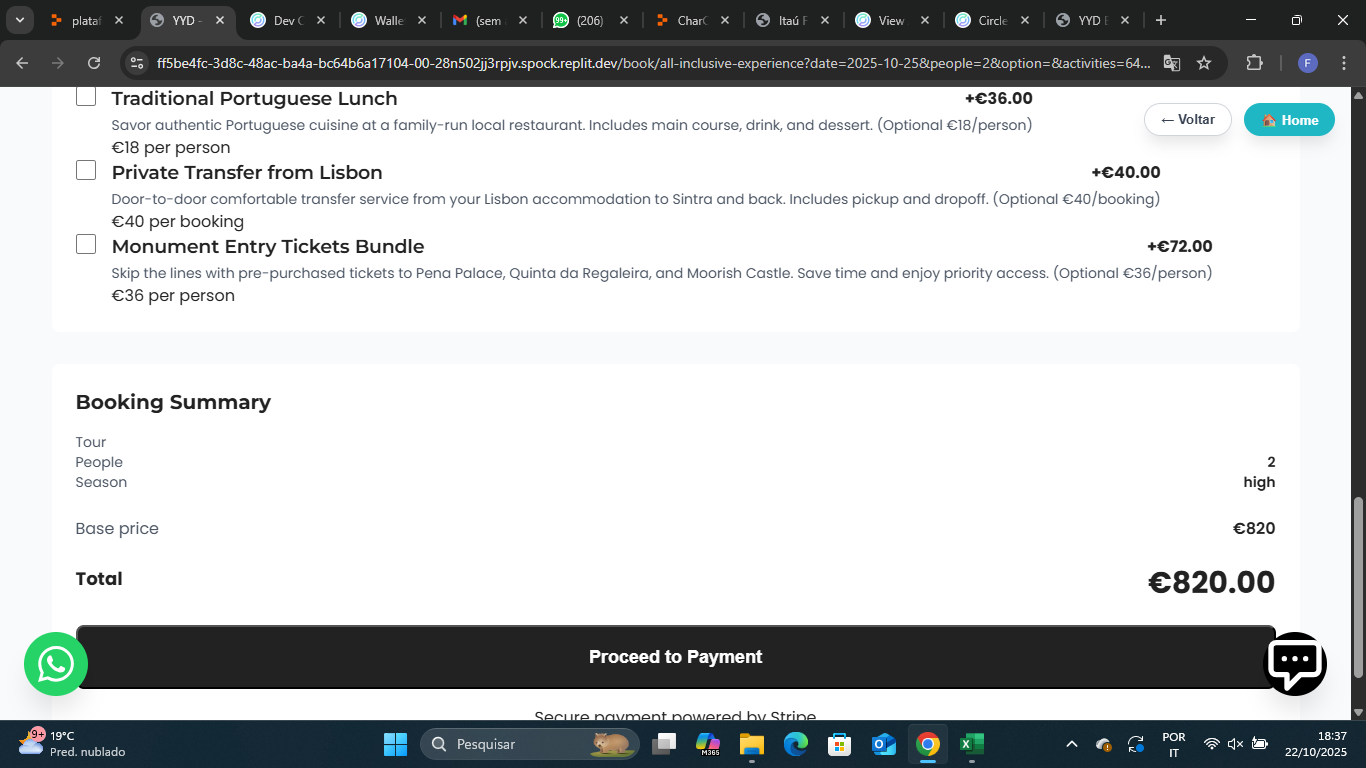 plataf
YYD -
Dev C
Walle
(sem
(206)
CharG
Itaú F
View
Circle
YYD E
ff5be4fc-3d8c-48ac-ba4a-bc64b6a17104-00-28n502jj3rpjv.spock.replit.dev/book/all-inclusive-experience?date=2025-10-25&people=2&option=&activities=64...
F
← Voltar
Home
Traditional Portuguese Lunch +€36.00
Savor authentic Portuguese cuisine at a family-run local restaurant. Includes main course, drink, and dessert. (Optional €18/person)
€18 per person
Private Transfer from Lisbon +€40.00
Door-to-door comfortable transfer service from your Lisbon accommodation to Sintra and back. Includes pickup and dropoff. (Optional €40/booking)
€40 per booking
Monument Entry Tickets Bundle +€72.00
Skip the lines with pre-purchased tickets to Pena Palace, Quinta da Regaleira, and Moorish Castle. Save time and enjoy priority access. (Optional €36/person)
€36 per person
Booking Summary
Tour
People 2
Season high
Base price €820
Total €820.00
Proceed to Payment
Secure payment powered by Stripe
9+
19°C
Pred. nublado
Pesquisar
M365
POR
IT
18:37
22/10/2025